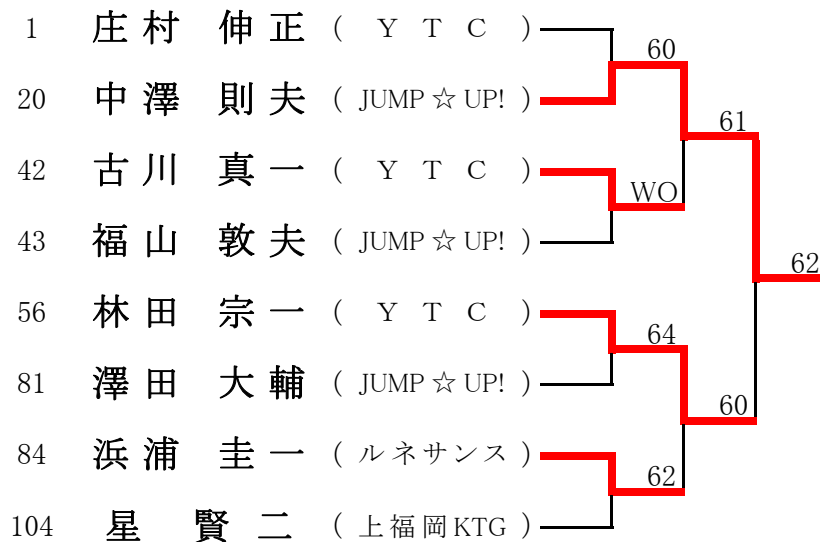 1 庄村 伸正 ( Y T C )
60
20 中澤 則夫 ( JUMP☆UP! )
61
42 古川 真一 ( Y T C )
WO
43 福山 敦夫 ( JUMP☆UP! )
62
56 林田 宗一 ( Y T C )
64
81 澤田 大輔 ( JUMP☆UP! )
60
84 浜浦 圭一 ( ルネサンス )
62
104 星 賢二 ( 上福岡KTG )